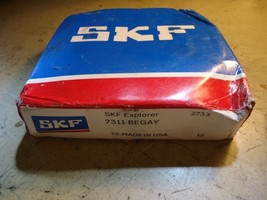 SKF
SKF
SKF Explorer
7311 BEGAY
MADE IN USA